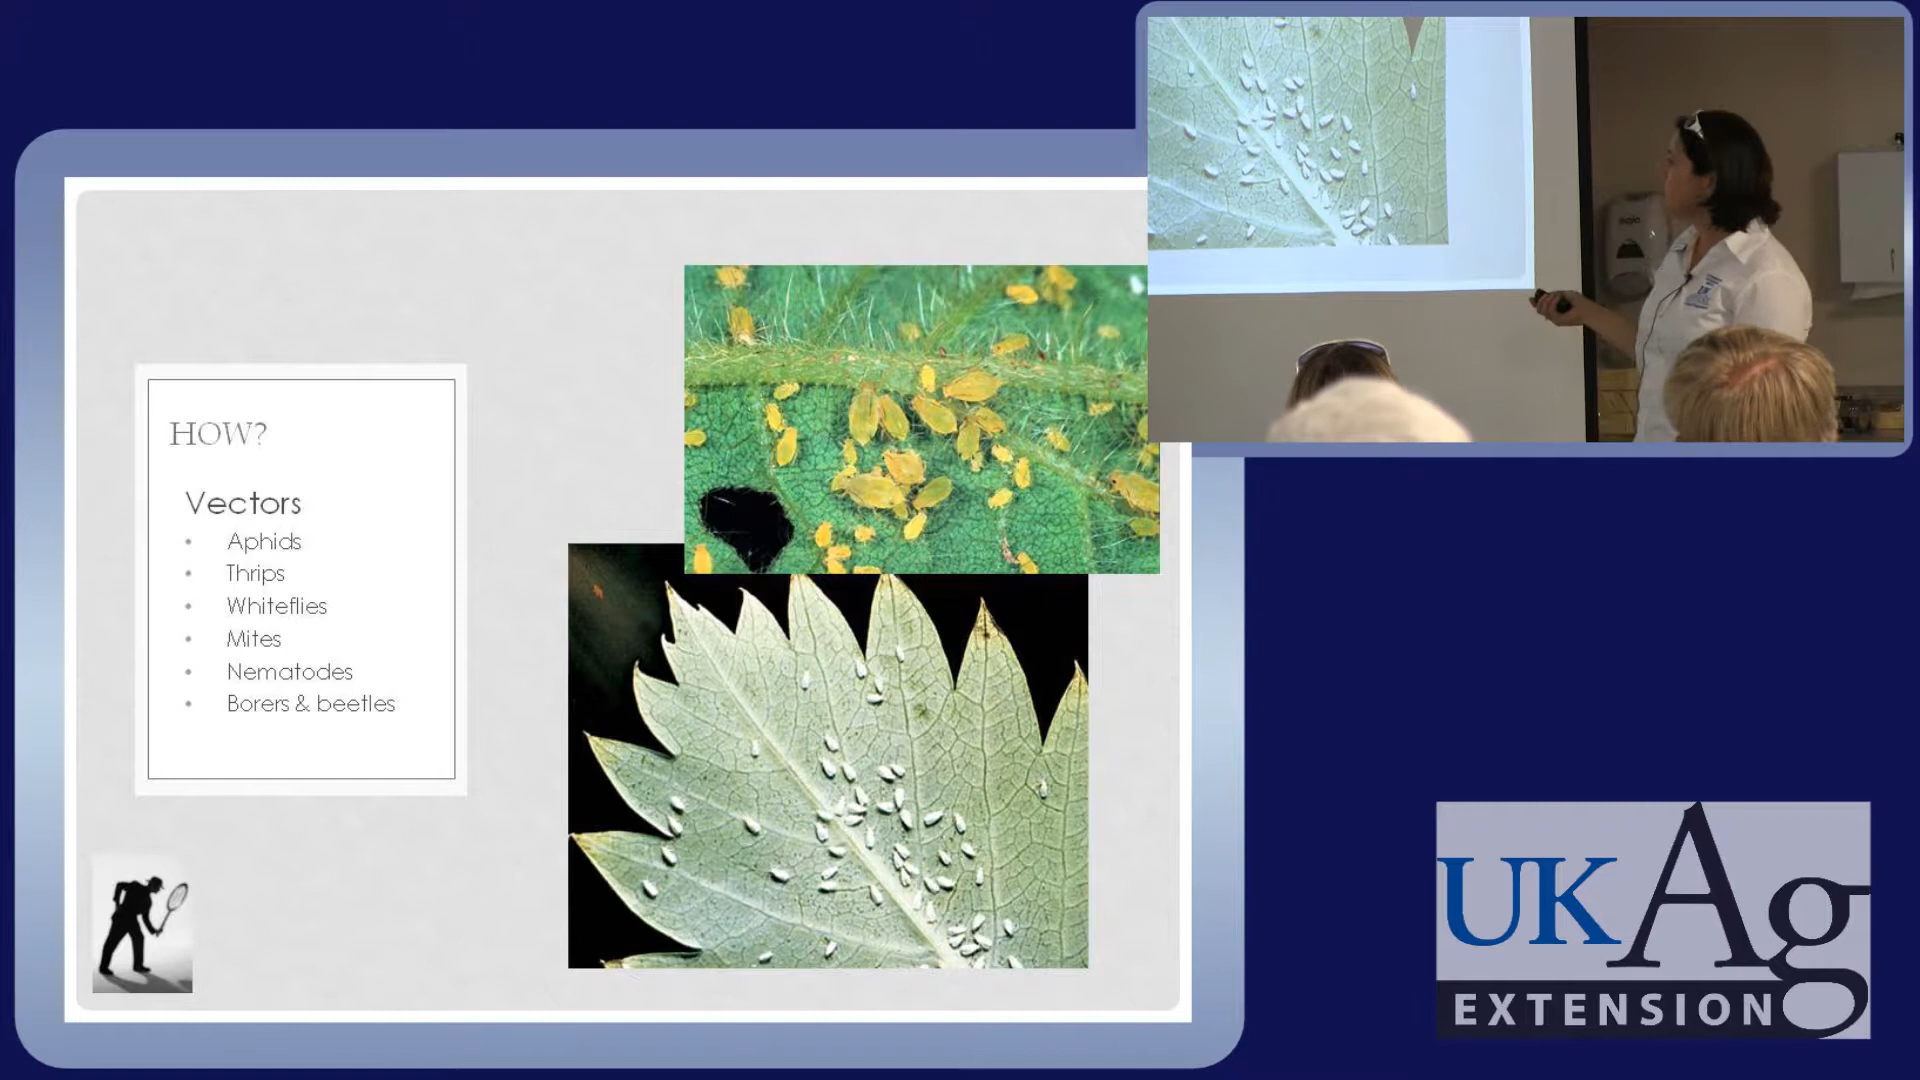 HOW?
Vectors
• Aphids
• Thrips
• Whiteflies
• Mites
• Nematodes
• Borers & beetles
UKAg
EXTENSION